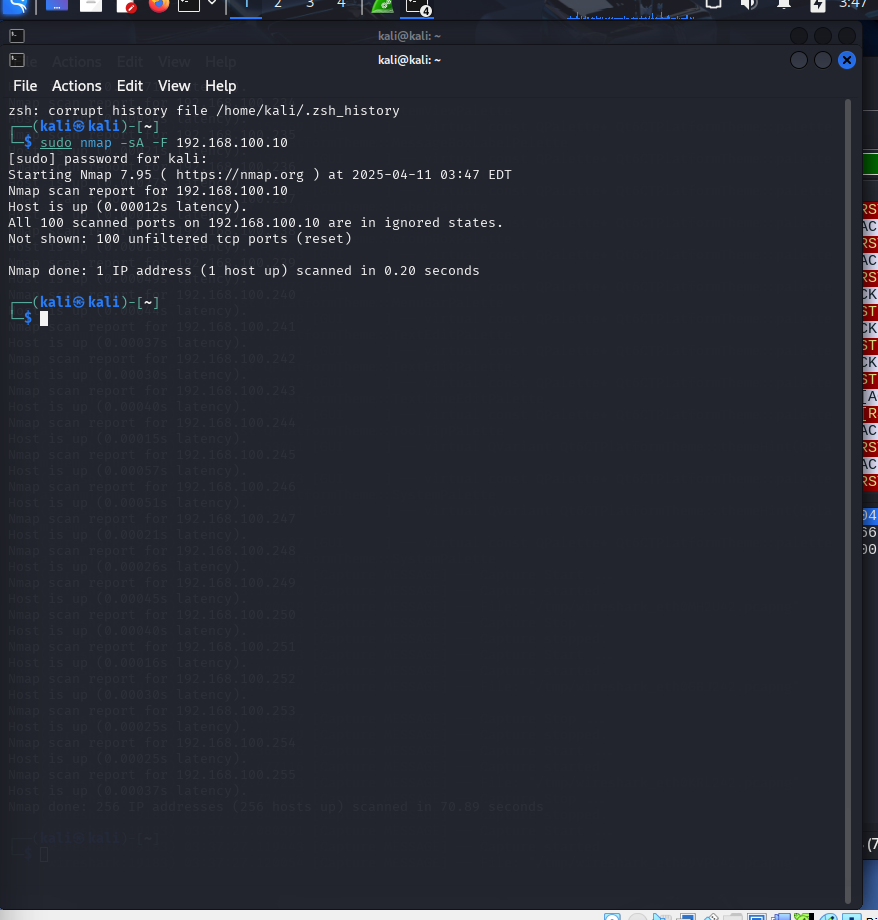 1 2 3 4
4
3:47
kali@kali: ~
File Actions Edit View Help
kali@kali: ~
File Actions Edit View Help
zsh: corrupt history file /home/kali/.zsh_history
┌──(kali㉿kali)-[~]
└─$ sudo nmap -sA -F 192.168.100.10
[sudo] password for kali:
Starting Nmap 7.95 ( https://nmap.org ) at 2025-04-11 03:47 EDT
Nmap scan report for 192.168.100.10
Host is up (0.00012s latency).
All 100 scanned ports on 192.168.100.10 are in ignored states.
Not shown: 100 unfiltered tcp ports (reset)
Nmap done: 1 IP address (1 host up) scanned in 0.20 seconds
┌──(kali㉿kali)-[~]
└─$
192.168.100.240
Nmap scan report for 192.168.100.241
Host is up (0.00037s latency).
Nmap scan report for 192.168.100.242
Host is up (0.00030s latency).
Nmap scan report for 192.168.100.243
Host is up (0.00040s latency).
Nmap scan report for 192.168.100.244
Host is up (0.00015s latency).
Nmap scan report for 192.168.100.245
Host is up (0.00057s latency).
Nmap scan report for 192.168.100.246
Host is up (0.00051s latency).
Nmap scan report for 192.168.100.247
Host is up (0.00021s latency).
Nmap scan report for 192.168.100.248
Host is up (0.00026s latency).
Nmap scan report for 192.168.100.249
Host is up (0.00045s latency).
Nmap scan report for 192.168.100.250
Host is up (0.00040s latency).
Nmap scan report for 192.168.100.251
Host is up (0.00016s latency).
Nmap scan report for 192.168.100.252
Host is up (0.00030s latency).
Nmap scan report for 192.168.100.253
Host is up (0.00025s latency).
Nmap scan report for 192.168.100.254
Host is up (0.00025s latency).
Nmap scan report for 192.168.100.255
Host is up (0.00037s latency).
Nmap done: 256 IP addresses (256 hosts up) scanned in 70.89 seconds
┌──(kali㉿kali)-[~]
└─$